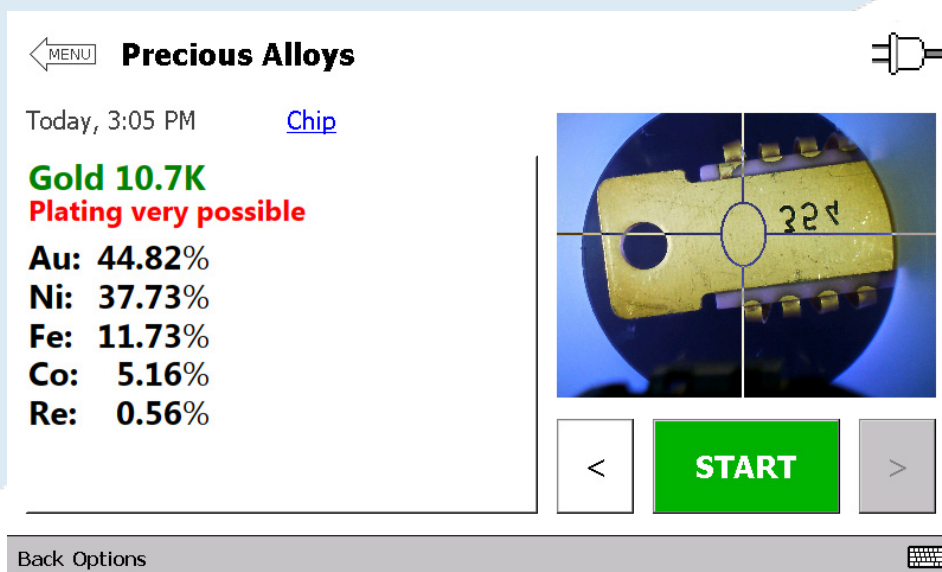 MENU Precious Alloys
Today, 3:05 PM Chip
Gold 10.7K
Plating very possible
Au: 44.82%
Ni: 37.73%
Fe: 11.73%
Co: 5.16%
Re: 0.56%
354
< START >
Back Options